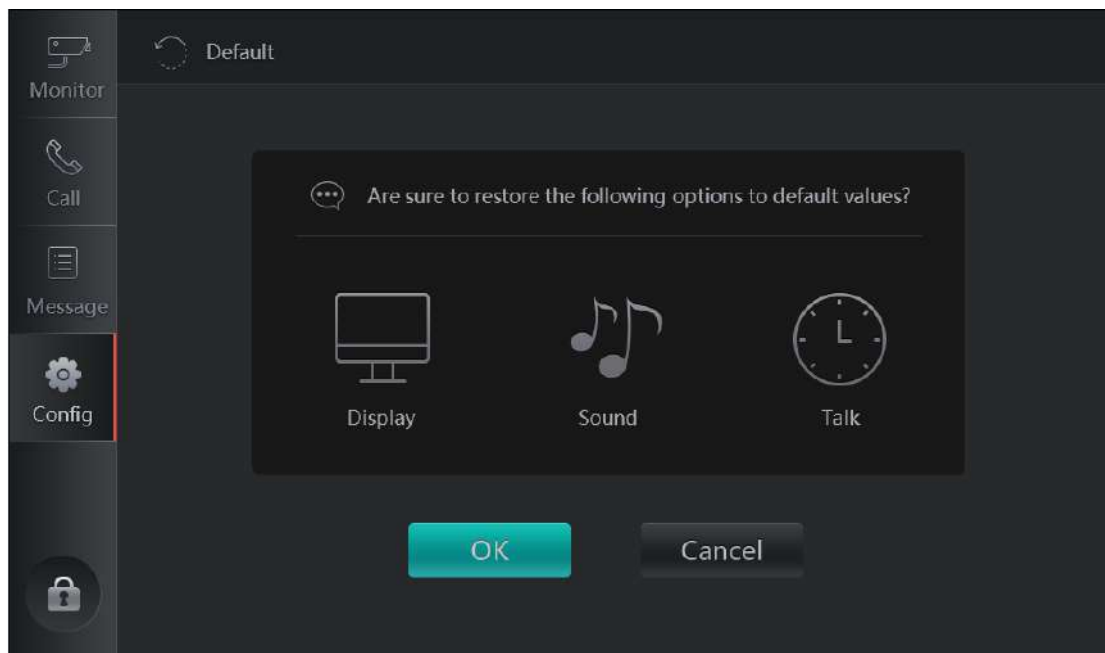 Monitor
Call
Message
Config
Default
Are sure to restore the following options to default values?
Display
Sound
Talk
OK
Cancel